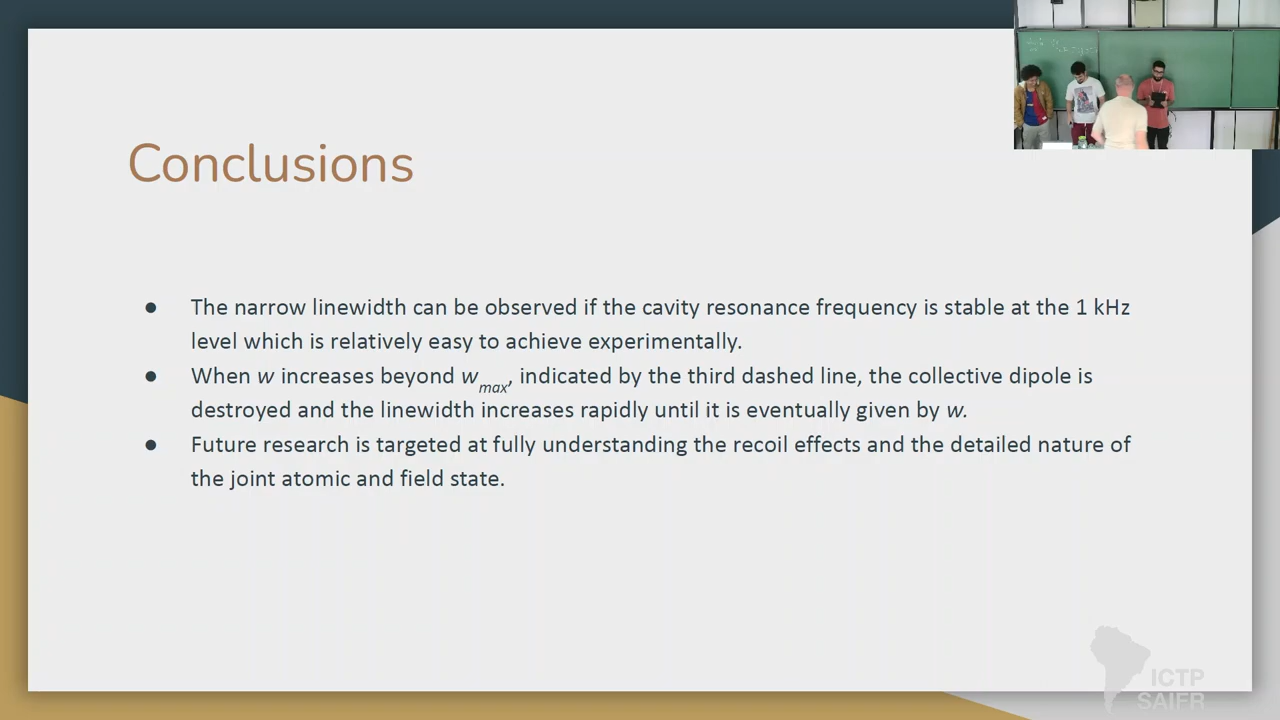 Conclusions
● The narrow linewidth can be observed if the cavity resonance frequency is stable at the 1 kHz
level which is relatively easy to achieve experimentally.
● When w increases beyond wmax, indicated by the third dashed line, the collective dipole is
destroyed and the linewidth increases rapidly until it is eventually given by w.
● Future research is targeted at fully understanding the recoil effects and the detailed nature of
the joint atomic and field state.
ICTP
SAIFR